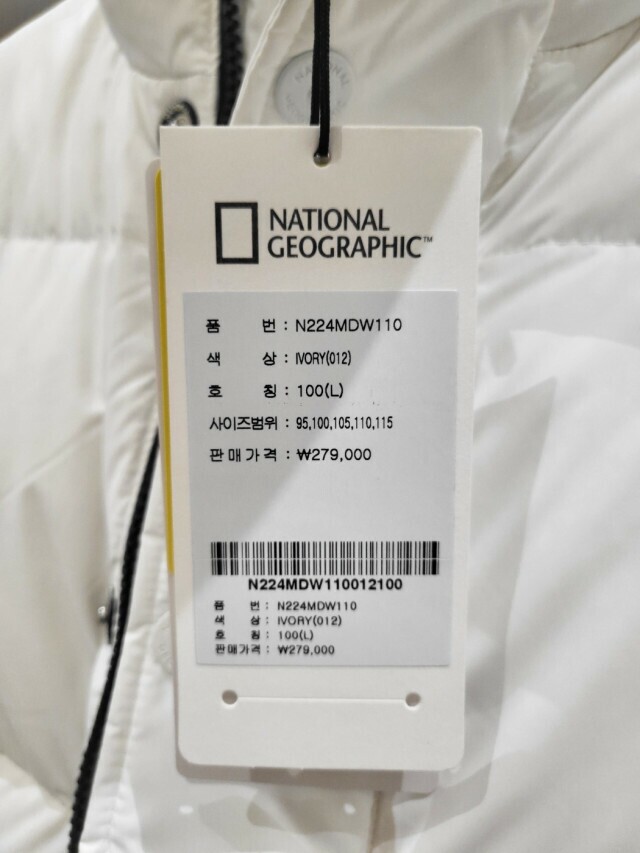 NATIONAL
NATIONAL
GEOGRAPHIC™
품 번 : N224MDW110
색 상 : IVORY(012)
호 칭 : 100(L)
사이즈범위 : 95,100,105,110,115
판매가격 : ₩279,000
N224MDW110012100
품 번 : N224MDW110
색 상 : IVORY(012)
호 칭 : 100(L)
판매가격 : ₩279,000